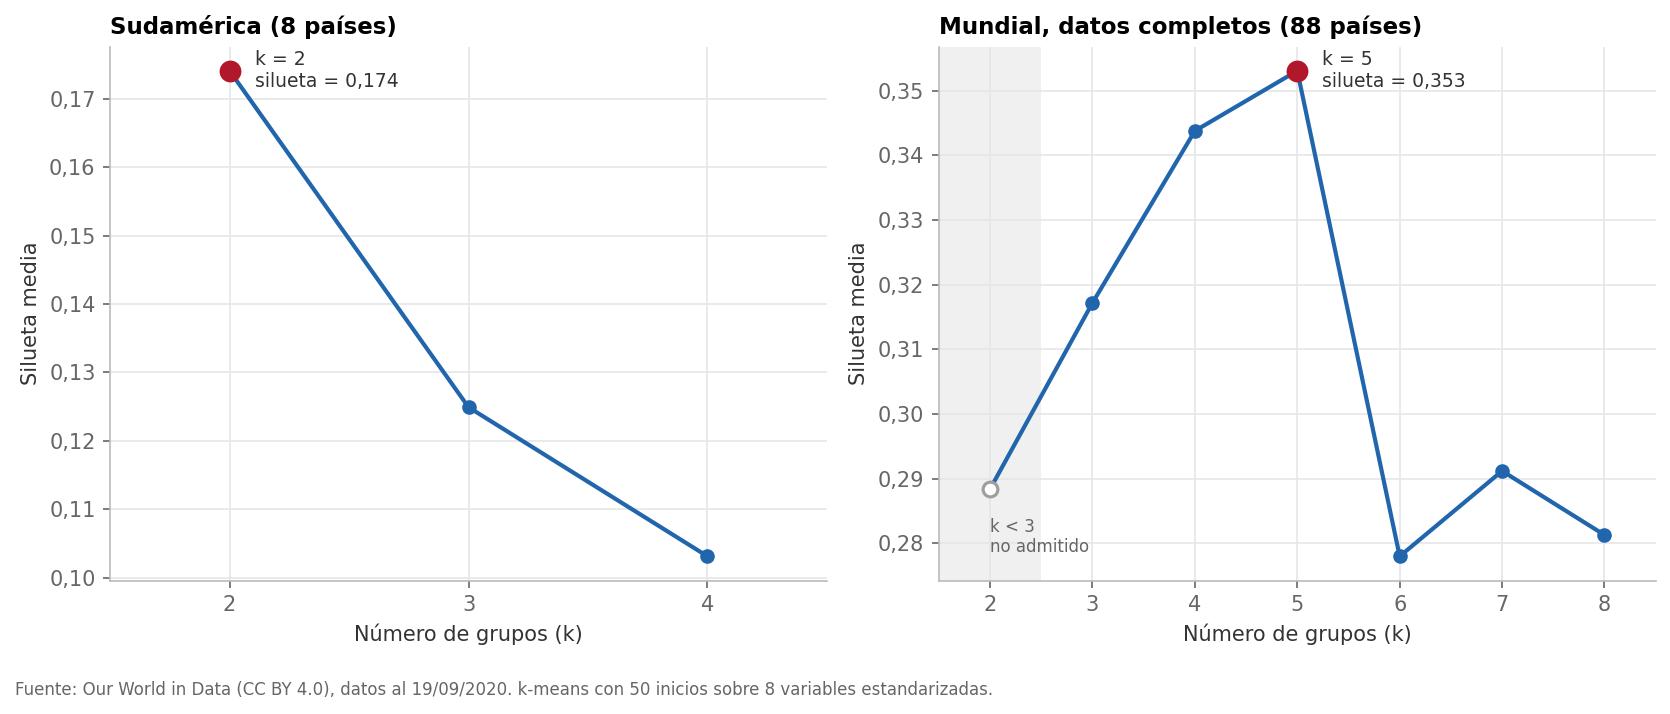 Sudamérica (8 países)
k = 2
silueta = 0,174
0,17
0,16
0,15
0,14
0,13
0,12
0,11
0,10
Silueta media
2 3 4
Número de grupos (k)
Mundial, datos completos (88 países)
k = 5
silueta = 0,353
0,35
0,34
0,33
0,32
0,31
0,30
0,29
0,28
Silueta media
k < 3
no admitido
2 3 4 5 6 7 8
Número de grupos (k)
Fuente: Our World in Data (CC BY 4.0), datos al 19/09/2020. k-means con 50 inicios sobre 8 variables estandarizadas.